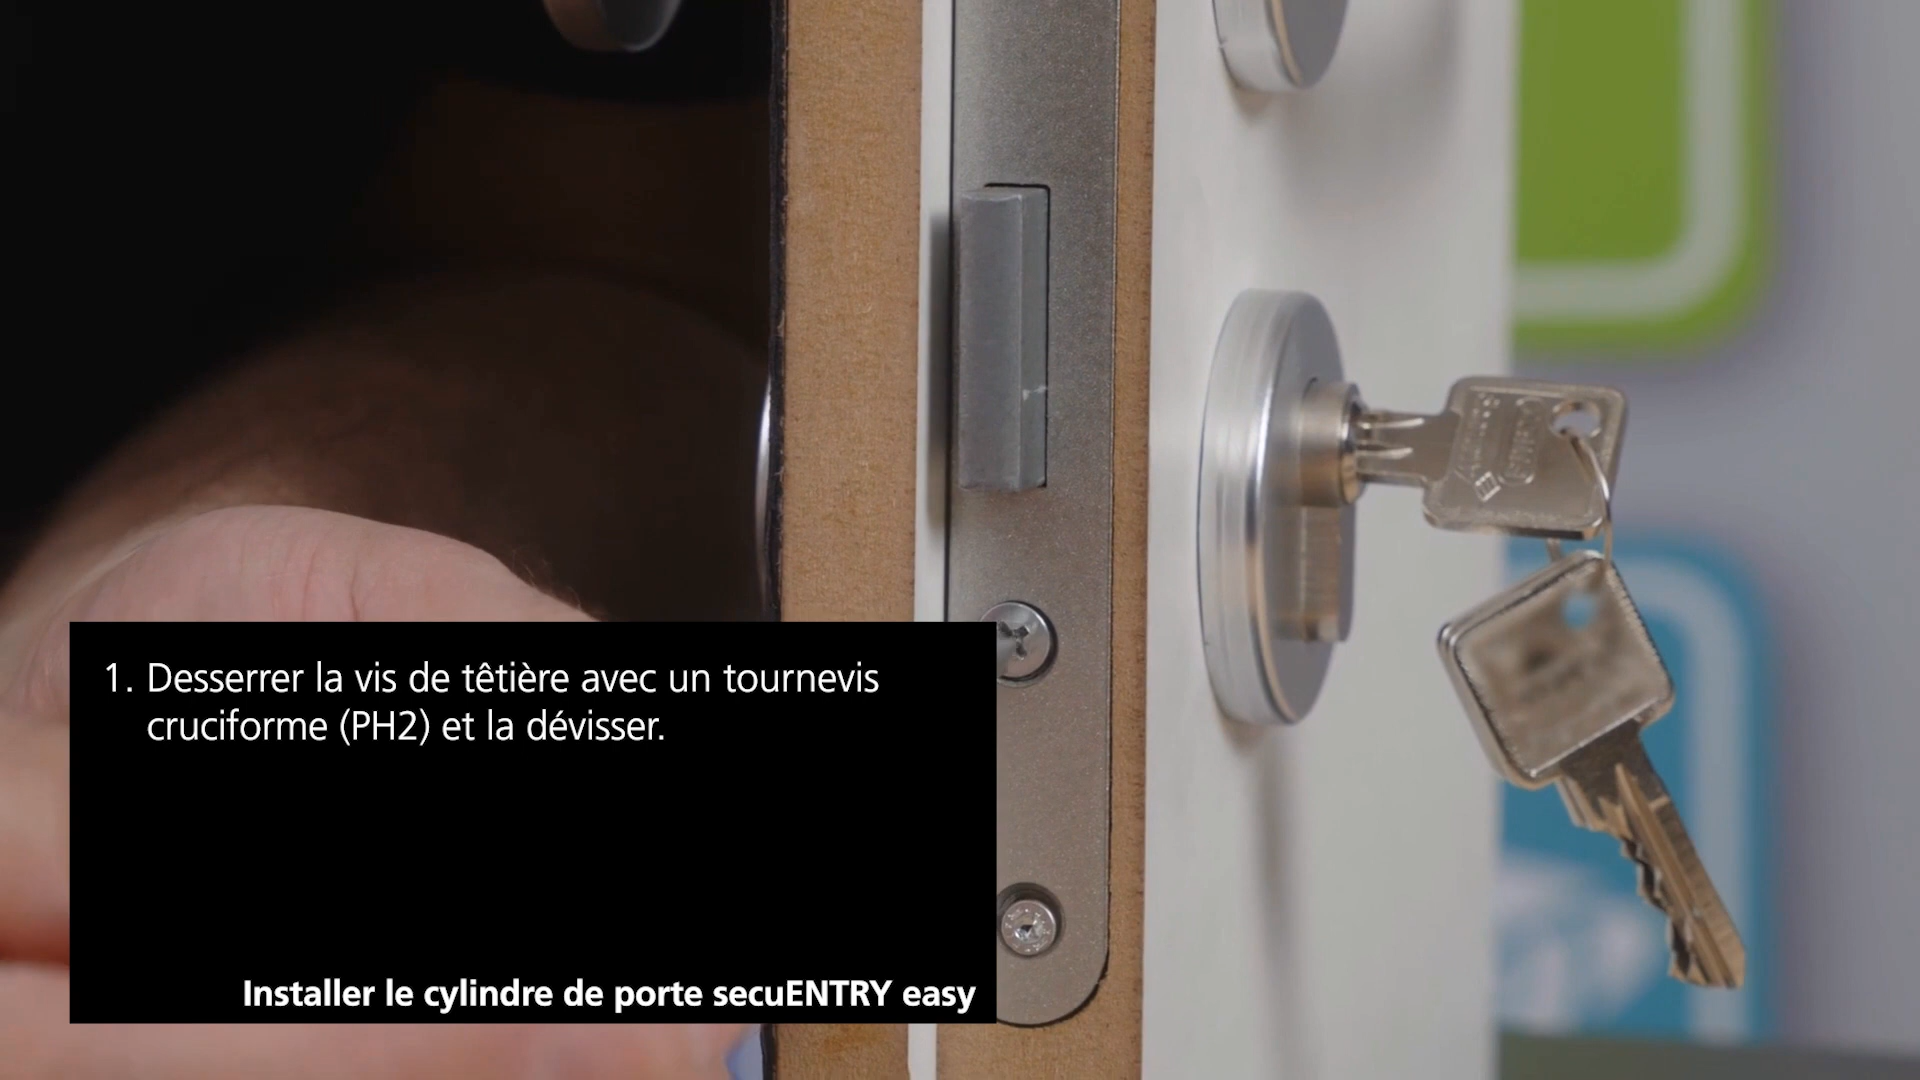 1. Desserrer la vis de têtière avec un tournevis
cruciforme (PH2) et la dévisser.
Installer le cylindre de porte secuENTRY easy